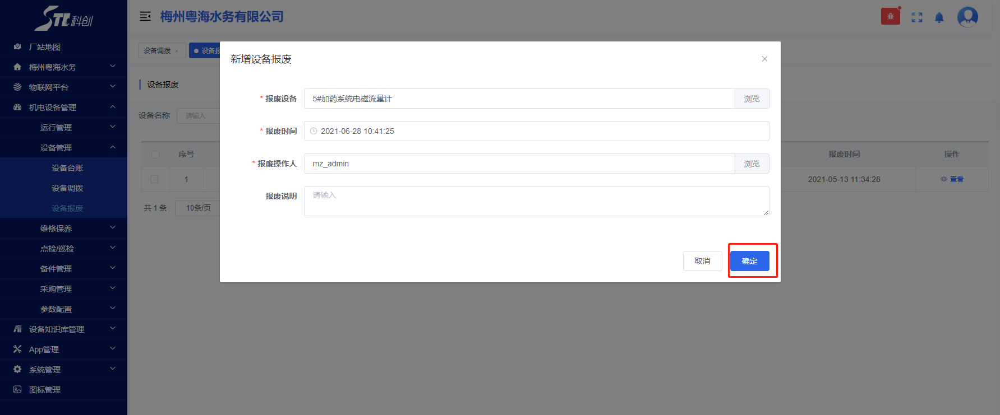 STL科创
梅州粤海水务有限公司
厂站地图
梅州粤海水务
物联网平台
机电设备管理
运行管理
设备管理
设备台账
设备调拨
设备报废
维修保养
点检/巡检
备件管理
采购管理
参数配置
设备知识库管理
App管理
系统管理
图标管理
设备调拨 ×
设备报
设备报废
设备名称 请输入
序号 报废时间 操作
1 2021-05-13 11:34:28 查看
共 1 条 10条/页
新增设备报废
* 报废设备 5#加药系统电磁流量计 浏览
* 报废时间 2021-06-28 10:41:25
* 报废操作人 mz_admin 浏览
报废说明 请输入
取消 确定